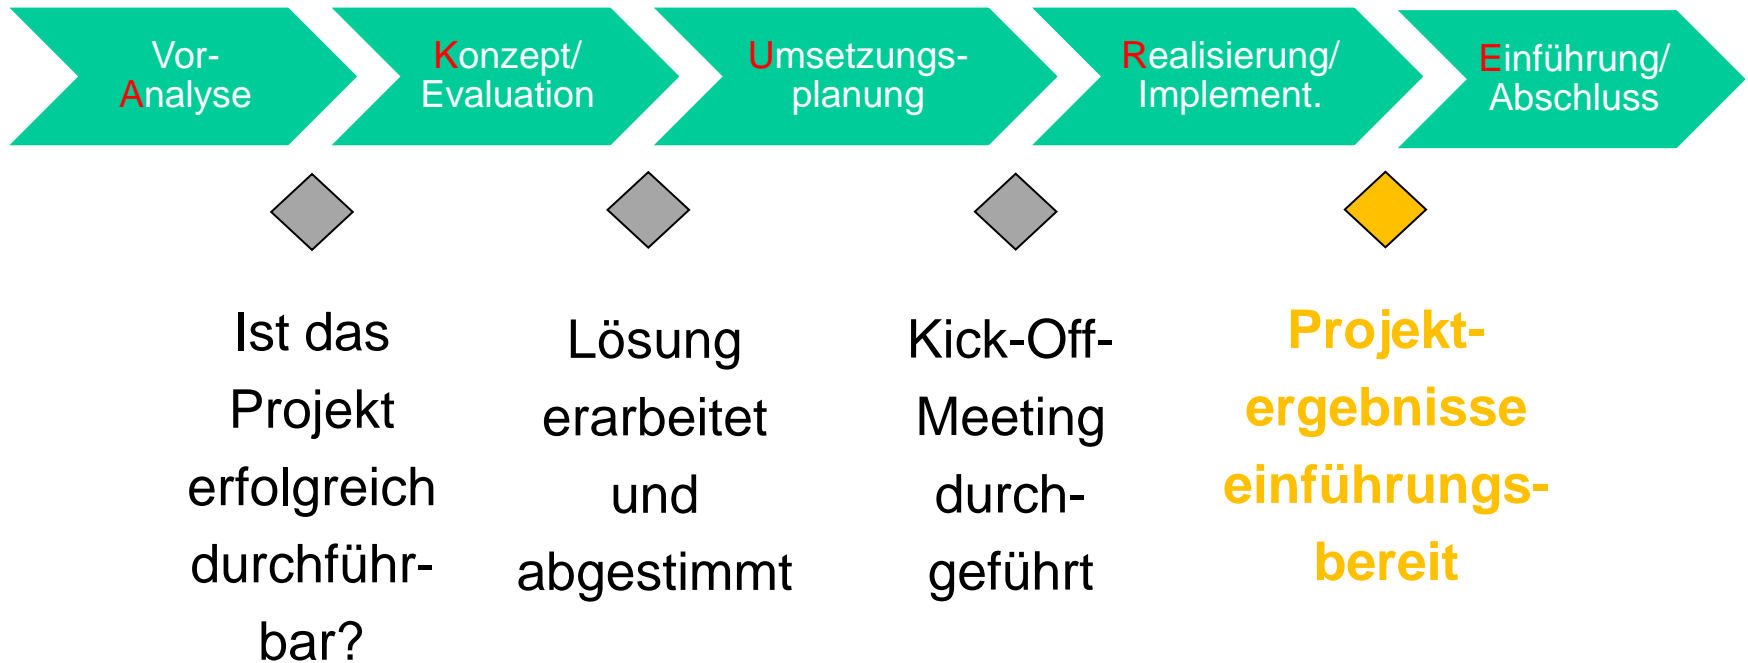 Vor-
Analyse
Konzept/
Evaluation
Umsetzungs-
planung
Realisierung/
Implement.
Einführung/
Abschluss
Ist das
Projekt
erfolgreich
durchführ-
bar?
Lösung
erarbeitet
und
abgestimmt
Kick-Off-
Meeting
durch-
geführt
Projekt-
ergebnisse
einführungs-
bereit